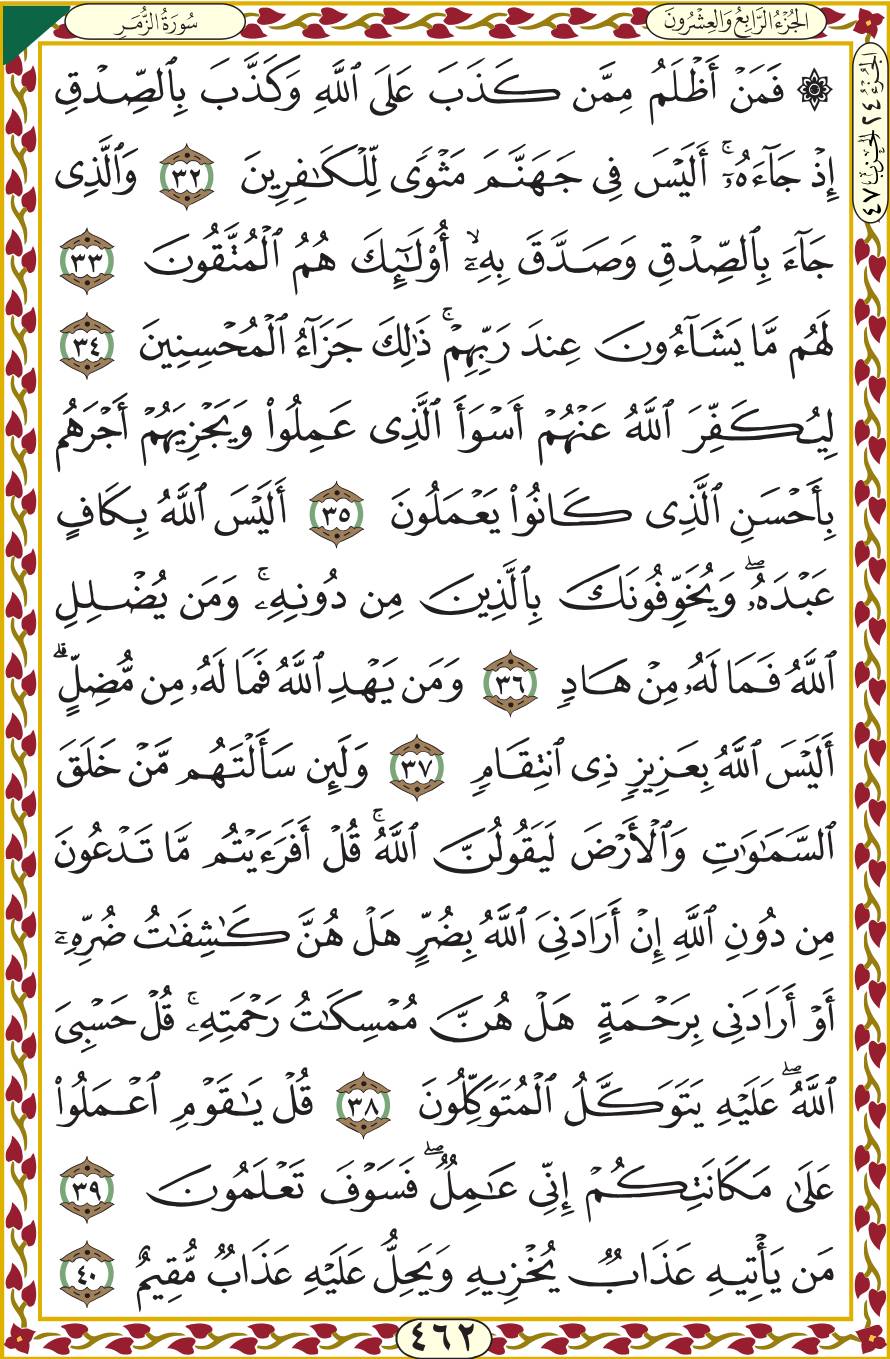 سُورَةُ الزُّمَر
الجُزْءُ الرَّابِعُ وَالعِشْرُونَ
الجزء ٢٤ الحزب ٤٧
۞ فَمَنْ أَظْلَمُ مِمَّن كَذَبَ عَلَى ٱللَّهِ وَكَذَّبَ بِٱلصِّدْقِ
إِذْ جَآءَهُۥٓ ۚ أَلَيْسَ فِى جَهَنَّمَ مَثْوًى لِّلْكَـٰفِرِينَ ٣٢ وَٱلَّذِى
جَآءَ بِٱلصِّدْقِ وَصَدَّقَ بِهِۦٓ ۙ أُو۟لَـٰٓئِكَ هُمُ ٱلْمُتَّقُونَ ٣٣
لَهُم مَّا يَشَآءُونَ عِندَ رَبِّهِمْ ۚ ذَٰلِكَ جَزَآءُ ٱلْمُحْسِنِينَ ٣٤
لِيُكَفِّرَ ٱللَّهُ عَنْهُمْ أَسْوَأَ ٱلَّذِى عَمِلُوا۟ وَيَجْزِيَهُمْ أَجْرَهُم
بِأَحْسَنِ ٱلَّذِى كَانُوا۟ يَعْمَلُونَ ٣٥ أَلَيْسَ ٱللَّهُ بِكَافٍ
عَبْدَهُۥ ۖ وَيُخَوِّفُونَكَ بِٱلَّذِينَ مِن دُونِهِۦ ۚ وَمَن يُضْلِلِ
ٱللَّهُ فَمَا لَهُۥ مِنْ هَادٍ ٣٦ وَمَن يَهْدِ ٱللَّهُ فَمَا لَهُۥ مِن مُّضِلٍّ ۗ
أَلَيْسَ ٱللَّهُ بِعَزِيزٍ ذِى ٱنتِقَامٍ ٣٧ وَلَئِن سَأَلْتَهُم مَّنْ خَلَقَ
ٱلسَّمَـٰوَٰتِ وَٱلْأَرْضَ لَيَقُولُنَّ ٱللَّهُ ۚ قُلْ أَفَرَءَيْتُم مَّا تَدْعُونَ
مِن دُونِ ٱللَّهِ إِنْ أَرَادَنِىَ ٱللَّهُ بِضُرٍّ هَلْ هُنَّ كَـٰشِفَـٰتُ ضُرِّهِۦٓ
أَوْ أَرَادَنِى بِرَحْمَةٍ هَلْ هُنَّ مُمْسِكَـٰتُ رَحْمَتِهِۦ ۚ قُلْ حَسْبِىَ
ٱللَّهُ ۖ عَلَيْهِ يَتَوَكَّلُ ٱلْمُتَوَكِّلُونَ ٣٨ قُلْ يَـٰقَوْمِ ٱعْمَلُوا۟
عَلَىٰ مَكَانَتِكُمْ إِنِّى عَـٰمِلٌ ۖ فَسَوْفَ تَعْلَمُونَ ٣٩
مَن يَأْتِيهِ عَذَابٌ يُخْزِيهِ وَيَحِلُّ عَلَيْهِ عَذَابٌ مُّقِيمٌ ٤٠
٤٦٢